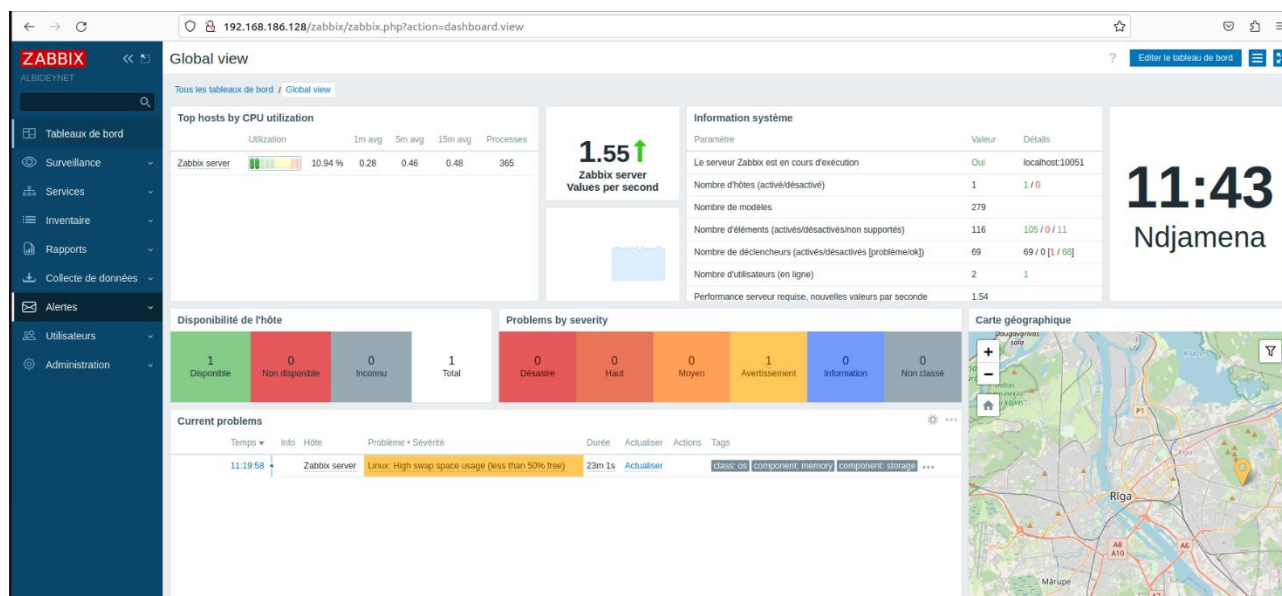 192.168.186.128/zabbix/zabbix.php?action=dashboard.view
ZABBIX
ALBIDEYNET
Tableaux de bord
Surveillance
Services
Inventaire
Rapports
Collecte de données
Alertes
Utilisateurs
Administration
Global view
? Editer le tableau de bord
Tous les tableaux de bord / Global view
Top hosts by CPU utilization
Utilization 1m avg 5m avg 15m avg Processes
Zabbix server 10.94 % 0.28 0.46 0.48 365
1.55
Zabbix server
Values per second
Information système
Paramètre Valeur Détails
Le serveur Zabbix est en cours d'exécution Oui localhost:10051
Nombre d'hôtes (activé/désactivé) 1 1 / 0
Nombre de modèles 279
Nombre d'éléments (activés/désactivés/non supportés) 116 105 / 0 / 11
Nombre de déclencheurs (activés/désactivés [problème/ok]) 69 69 / 0 [1 / 68]
Nombre d'utilisateurs (en ligne) 2 1
Performance serveur requise, nouvelles valeurs par seconde 1.54
11:43
Ndjamena
Disponibilité de l'hôte
1 0 0 1
Disponible Non disponible Inconnu Total
Problems by severity
0 0 0 1 0 0
Désastre Haut Moyen Avertissement Information Non classé
Current problems
Temps Info Hôte Problème • Sévérité Durée Actualiser Actions Tags
11:19:58 Zabbix server Linux: High swap space usage (less than 50% free) 23m 1s Actualiser class: os component: memory component: storage
Carte géographique
+
−
Daugavgrīvas
sala
P1
Rīga
A8
A10
A6
Mārupe
A7